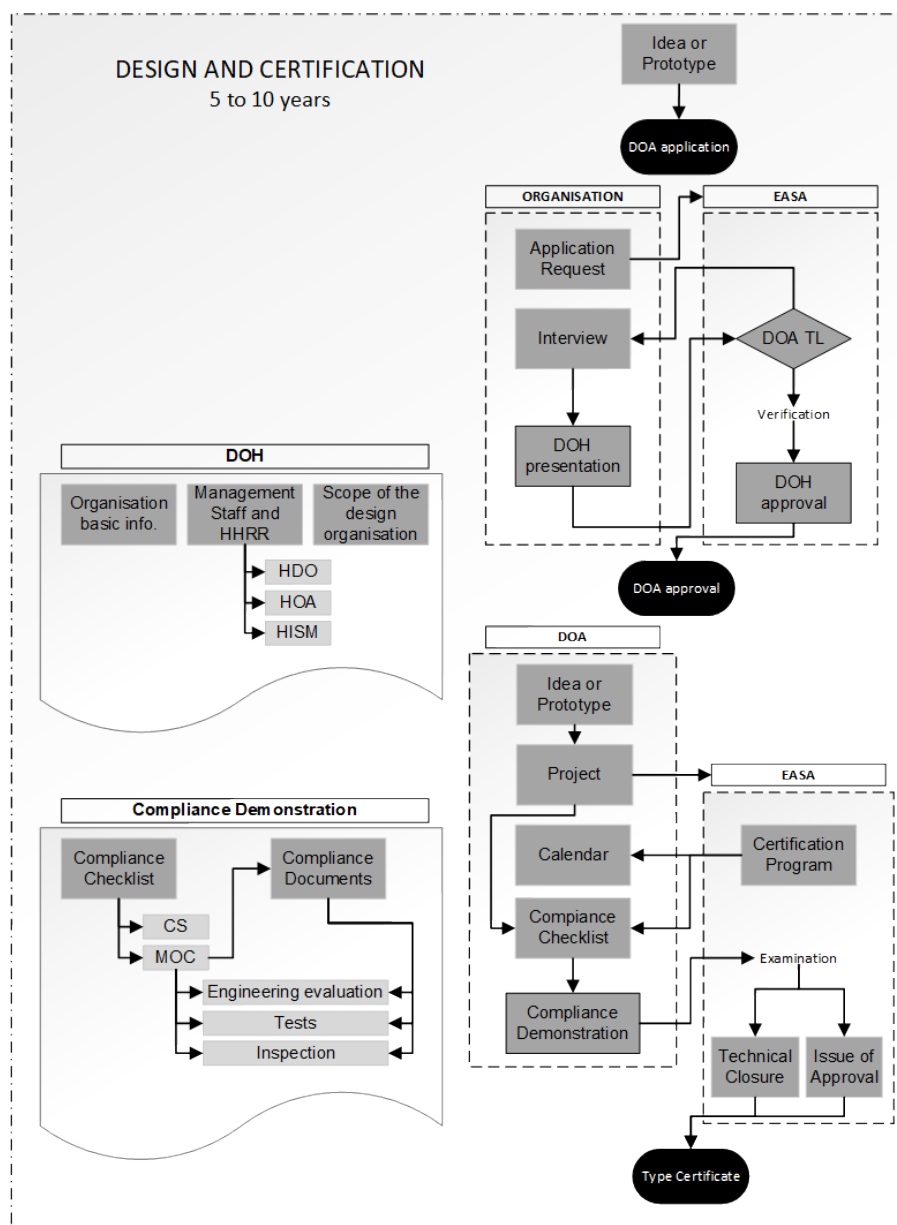 DESIGN AND CERTIFICATION
5 to 10 years
Idea or
Prototype
DOA application
ORGANISATION
EASA
Application
Request
Interview
DOA TL
Verification
DOH
presentation
DOH
approval
DOA approval
DOH
Organisation
basic info.
Management
Staff and
HHRR
Scope of the
design
organisation
HDO
HOA
HISM
DOA
Idea or
Prototype
Project
EASA
Calendar
Certification
Program
Compiance
Checklist
Examination
Compliance
Demonstration
Technical
Closure
Issue of
Approval
Type Certificate
Compliance Demonstration
Compliance
Checklist
Compliance
Documents
CS
MOC
Engineering evaluation
Tests
Inspection